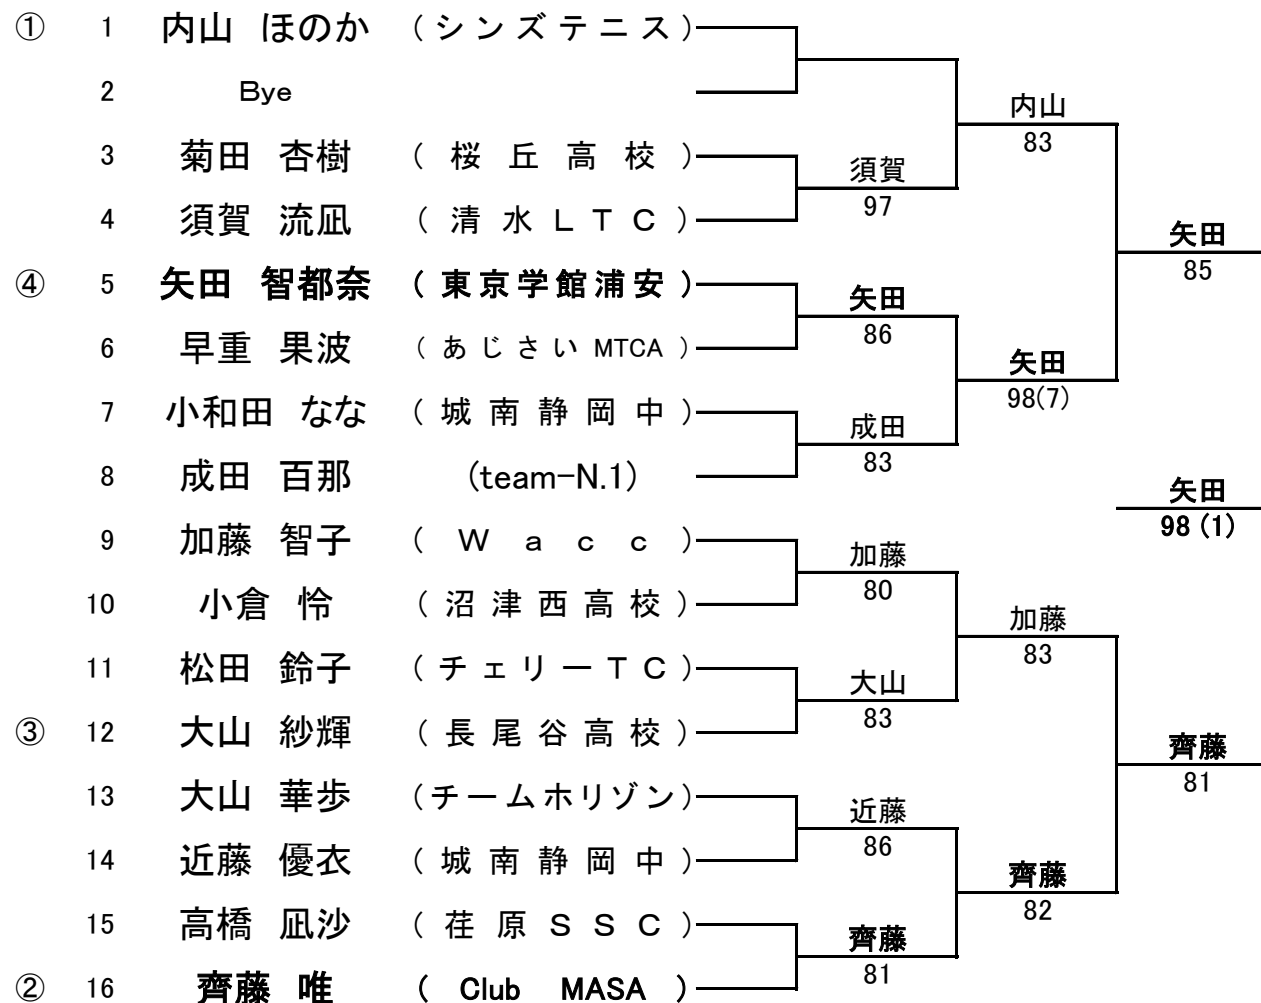 ① 1 内山 ほのか (シンズテニス)
2 Bye
内山
83
3 菊田 杏樹 (桜丘高校)
須賀
97
4 須賀 流凪 (清水LTC)
矢田
85
④ 5 矢田 智都奈 (東京学館浦安)
矢田
86
6 早重 果波 (あじさい MTCA)
矢田
98(7)
7 小和田 なな (城南静岡中)
成田
83
8 成田 百那 (team-N.1)
矢田
98 (1)
9 加藤 智子 (Wacc)
加藤
80
10 小倉 怜 (沼津西高校)
加藤
83
11 松田 鈴子 (チェリーTC)
大山
83
③ 12 大山 紗輝 (長尾谷高校)
齊藤
81
13 大山 華歩 (チームホリゾン)
近藤
86
14 近藤 優衣 (城南静岡中)
齊藤
82
15 高橋 凪沙 (荏原SSC)
齊藤
81
② 16 齊藤 唯 (Club MASA)